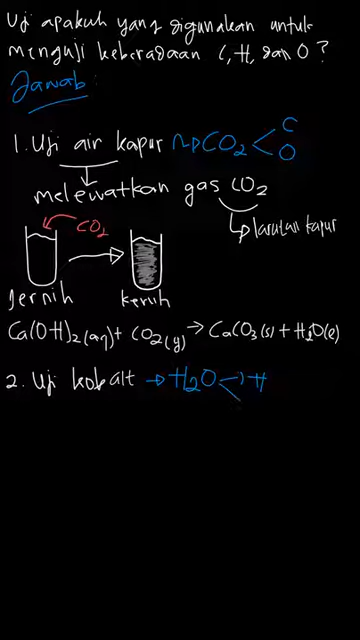 Uji apakah yang digunakan untuk
menguji keberadaan C, H, dan O ?
Jawab
1. Uji air kapur → CO2 < C
O
melewatkan gas CO2
↳ larutan kapur
CO2
Jernih
keruh
Ca(OH)2(aq) + CO2(g) → CaCO3(s) + H2O(l)
2. Uji kobalt → H2O < H